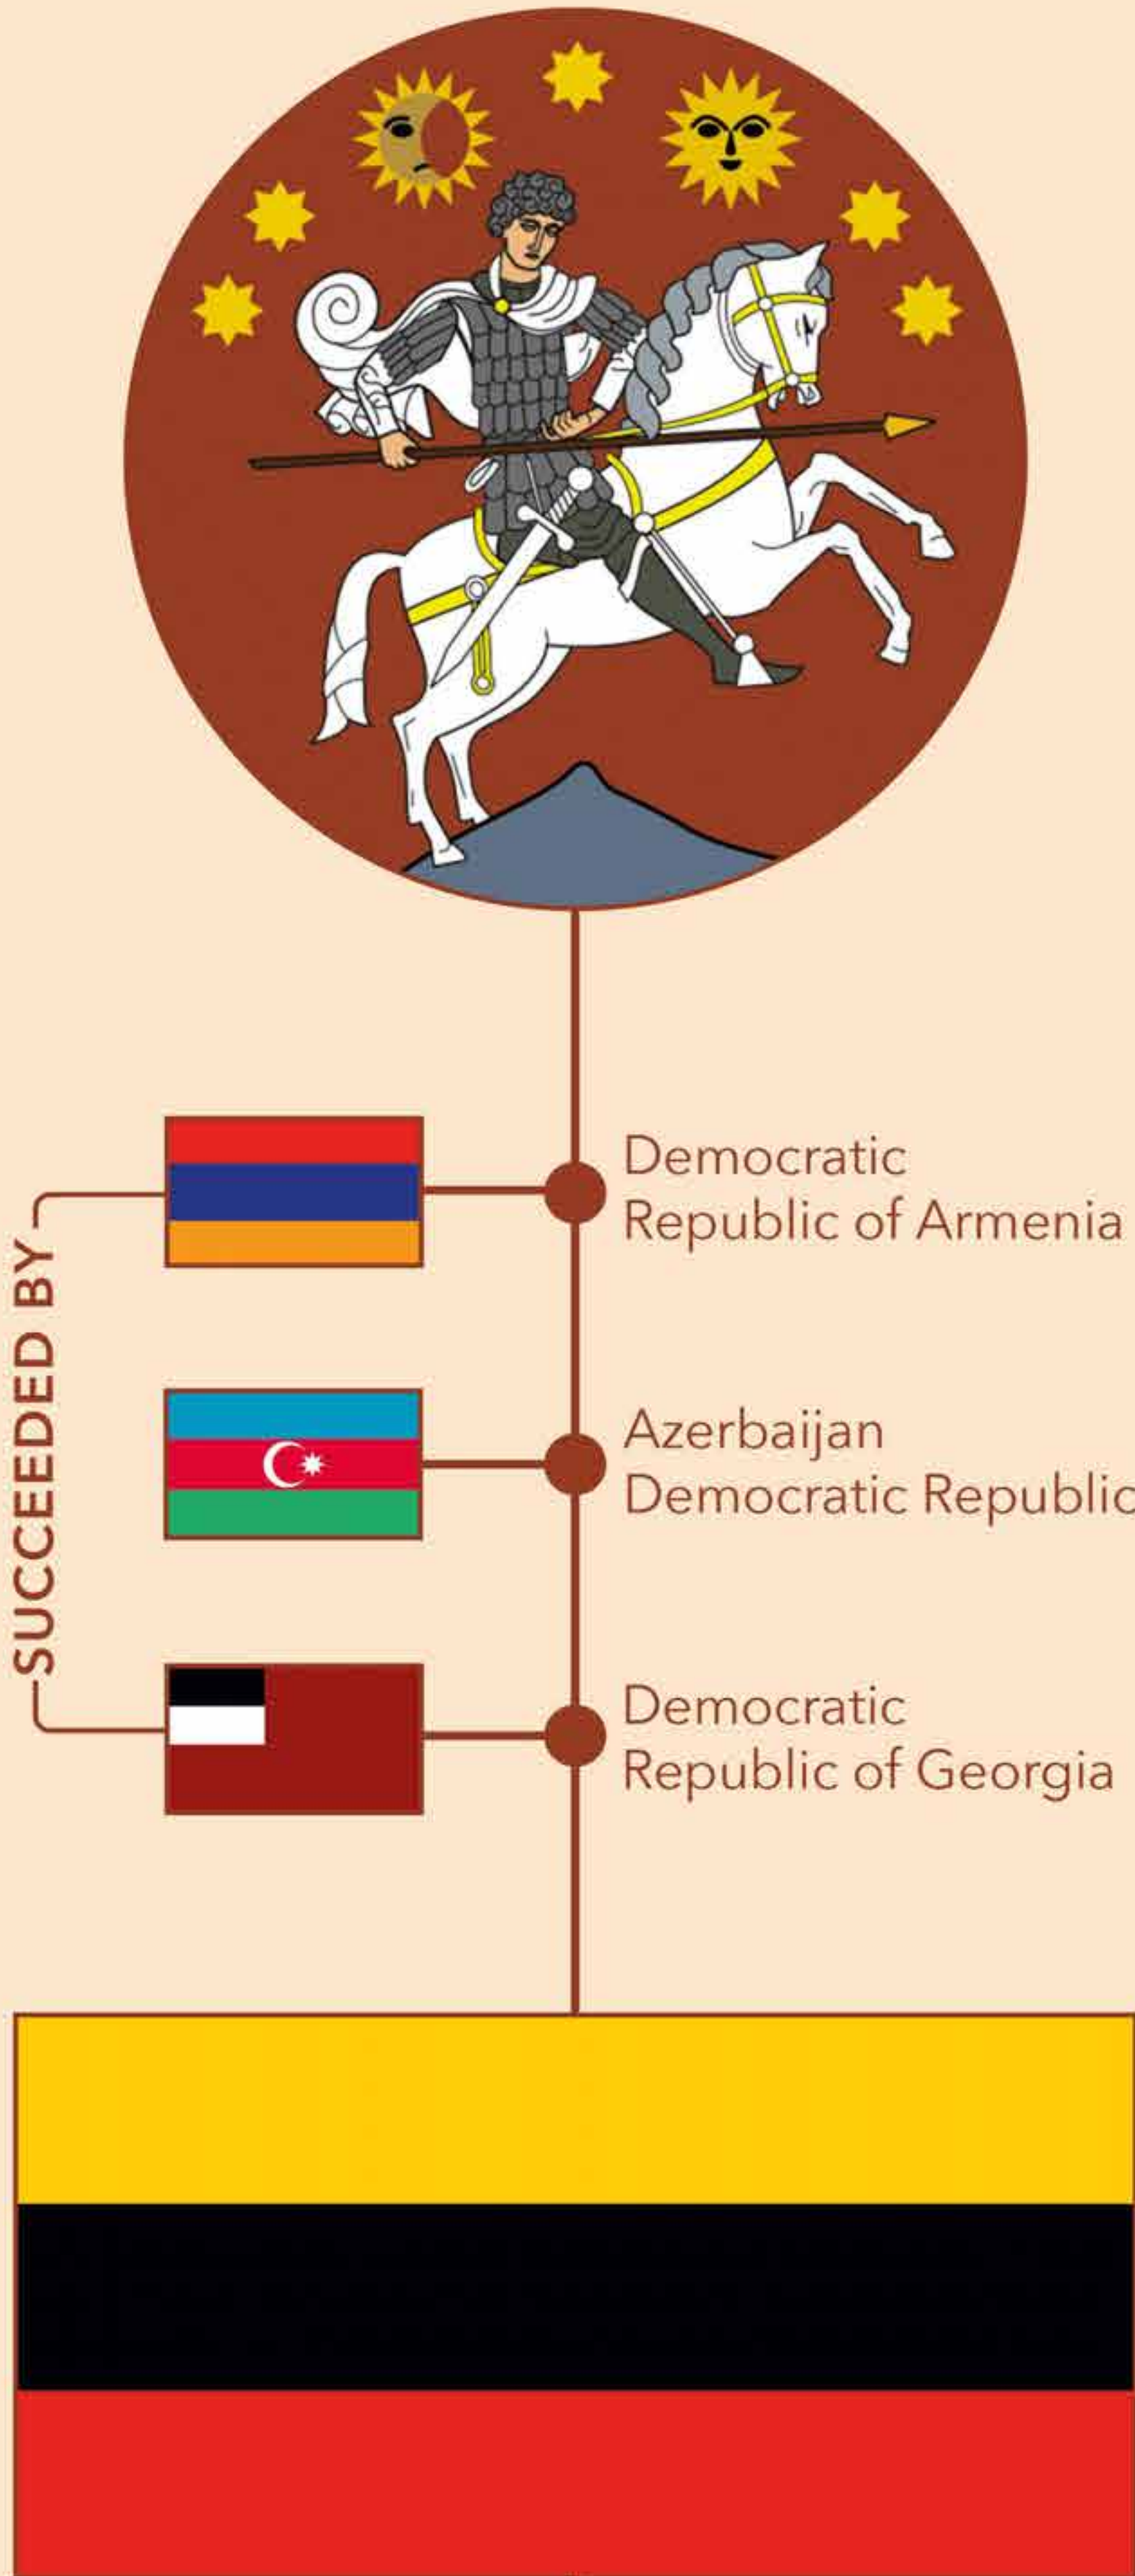 SUCCEEDED BY
Democratic
Republic of Armenia
Azerbaijan
Democratic Republic
Democratic
Republic of Georgia